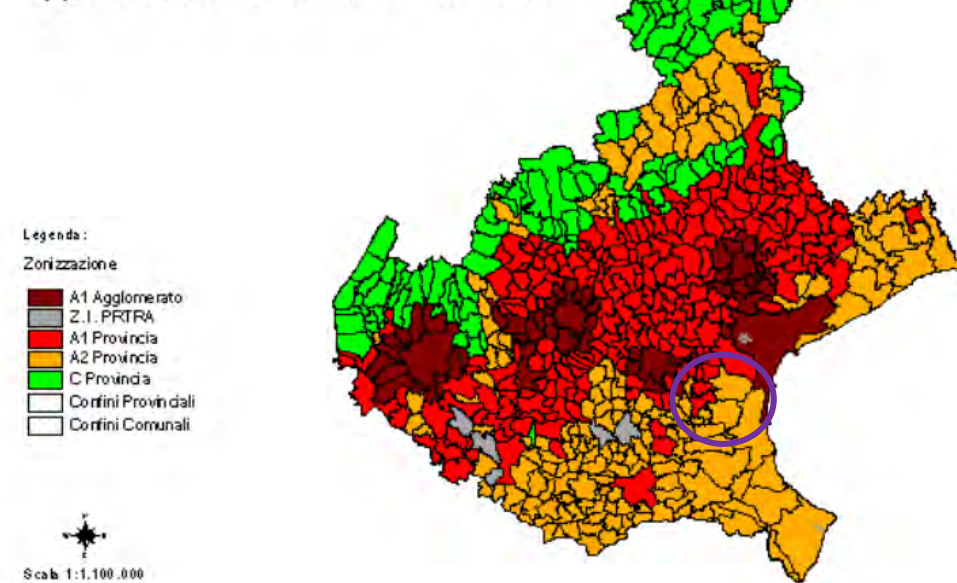 Legenda:
Zonizzazione
A1 Agglomerato
Z.I. PRTRA
A1 Provincia
A2 Provincia
C Provincia
Confini Provinciali
Confini Comunali
Scala 1:1.100.000